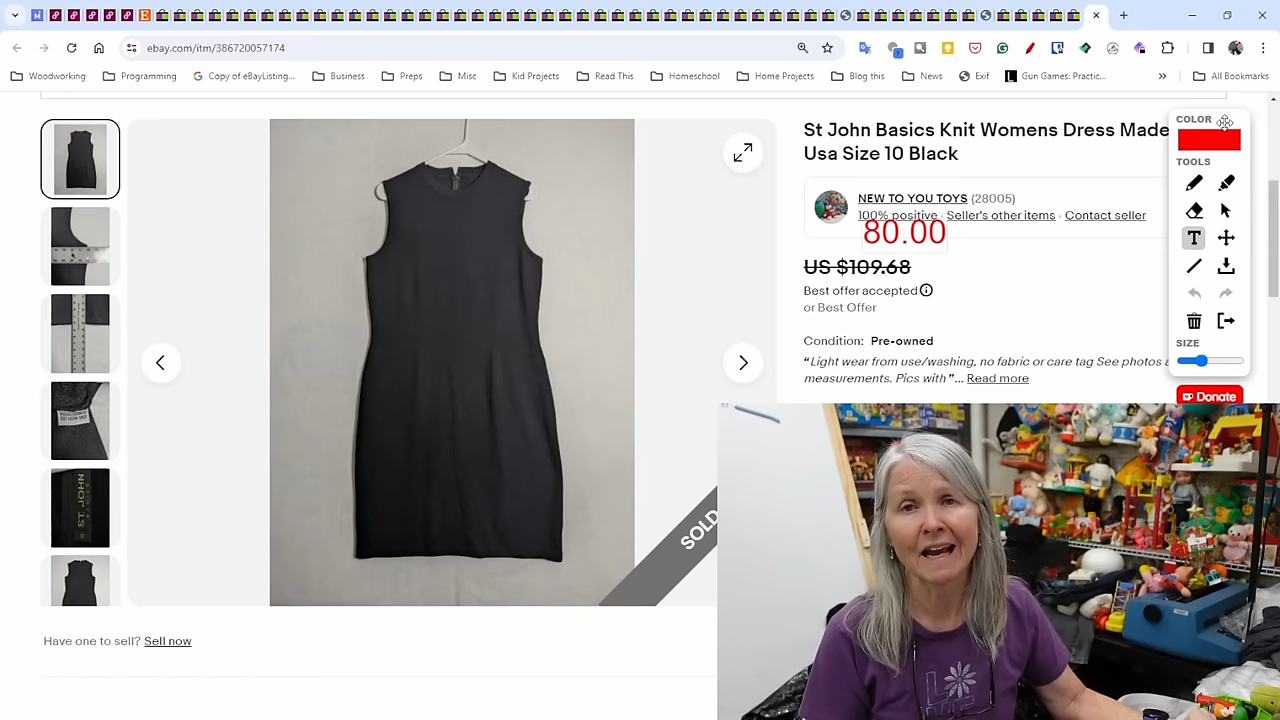 ebay.com/itm/386720057174
Woodworking
Programming
Copy of eBayListing...
Business
Preps
Misc
Kid Projects
Read This
Homeschool
Home Projects
Blog this
News
Exif
Gun Games: Practic...
All Bookmarks
St John Basics Knit Womens Dress Made
Usa Size 10 Black
NEW TO YOU TOYS (28005)
100% positive · Seller's other items · Contact seller
80.00
US $109.68
Best offer accepted
or Best Offer
Condition: Pre-owned
“Light wear from use/washing, no fabric or care tag See photos a
measurements. Pics with”... Read more
COLOR
TOOLS
T
SIZE
Donate
SOLD
ST JOHN
Have one to sell? Sell now